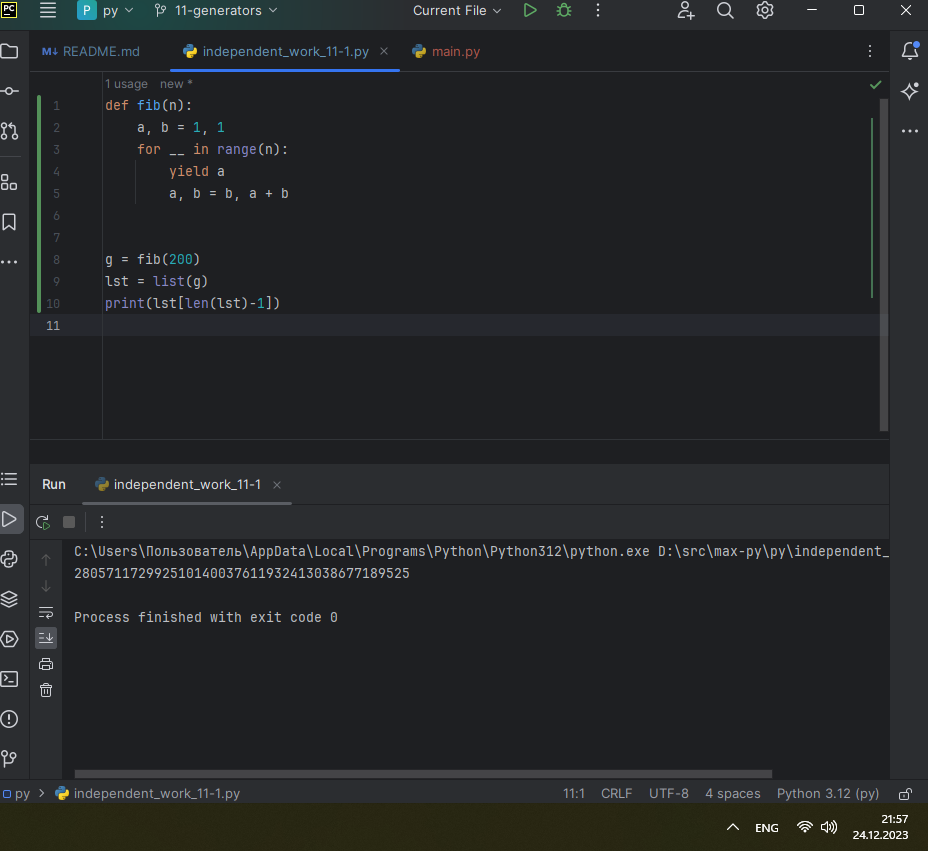 PC P py 11-generators Current File
README.md independent_work_11-1.py main.py
1 usage new *
1 def fib(n):
2     a, b = 1, 1
3     for __ in range(n):
4         yield a
5         a, b = b, a + b
6
7
8 g = fib(200)
9 lst = list(g)
10 print(lst[len(lst)-1])
11
Run independent_work_11-1
C:\Users\Пользователь\AppData\Local\Programs\Python\Python312\python.exe D:\src\max-py\py\independent_
280571172992510140037611932413038677189525
Process finished with exit code 0
py > independent_work_11-1.py 11:1 CRLF UTF-8 4 spaces Python 3.12 (py)
ENG 21:57
24.12.2023